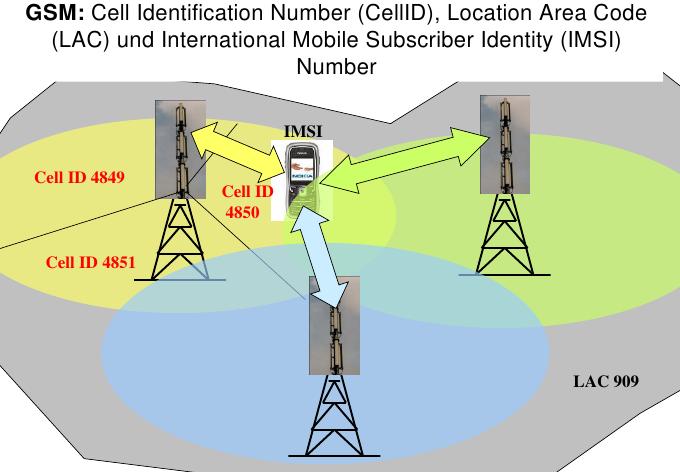 GSM: Cell Identification Number (CellID), Location Area Code
(LAC) und International Mobile Subscriber Identity (IMSI)
Number
IMSI
Cell ID 4849
Cell ID
4850
NOKIA
Cell ID 4851
LAC 909